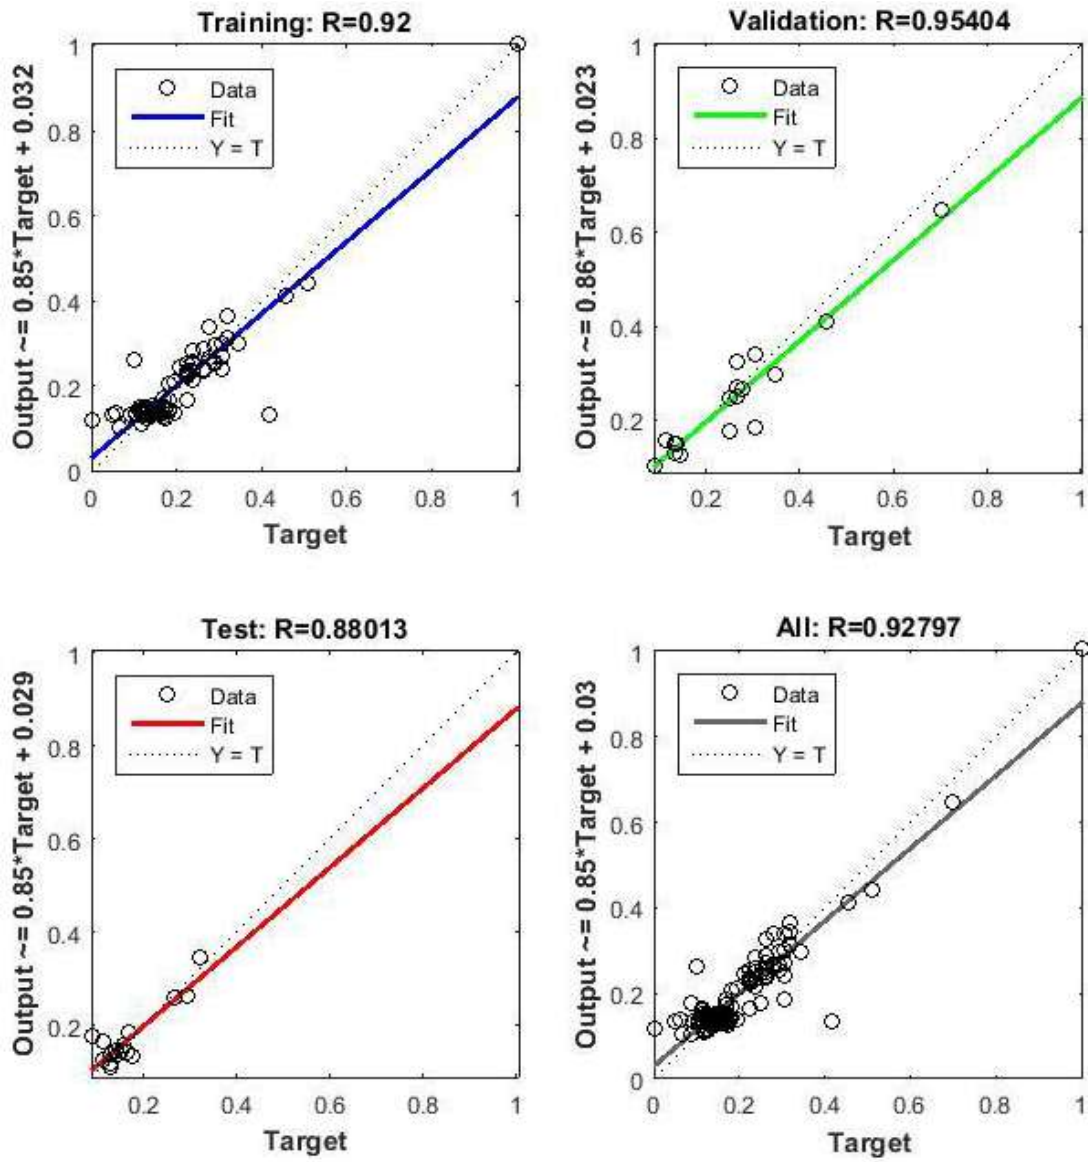 Training: R=0.92
Output ~= 0.85*Target + 0.032
1
0.8
0.6
0.4
0.2
0
Data
Fit
Y = T
0 0.2 0.4 0.6 0.8 1
Target
Validation: R=0.95404
Output ~= 0.86*Target + 0.023
1
0.8
0.6
0.4
0.2
Data
Fit
Y = T
0.2 0.4 0.6 0.8 1
Target
Test: R=0.88013
Output ~= 0.85*Target + 0.029
1
0.8
0.6
0.4
0.2
Data
Fit
Y = T
0.2 0.4 0.6 0.8 1
Target
All: R=0.92797
Output ~= 0.85*Target + 0.03
1
0.8
0.6
0.4
0.2
0
Data
Fit
Y = T
0 0.2 0.4 0.6 0.8 1
Target